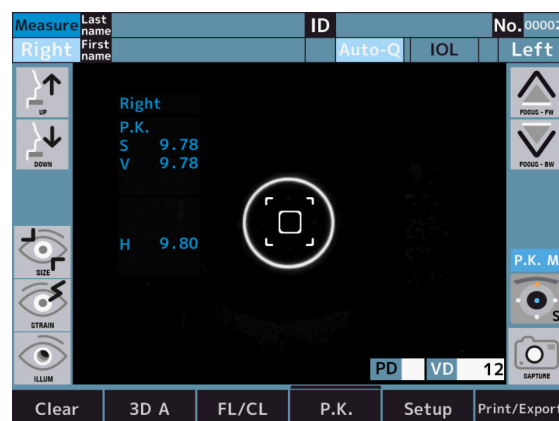 Measure Last name ID No. 00002
Right First name Auto-Q IOL Left
UP
FOCUS - FW
Right
P.K.
S 9.78
DOWN
V 9.78
FOCUS - BW
H 9.80
SIZE
P.K. M
STRAIN
S
ILLUM
PD VD 12
CAPTURE
Clear 3D A FL/CL P.K. Setup Print/Export